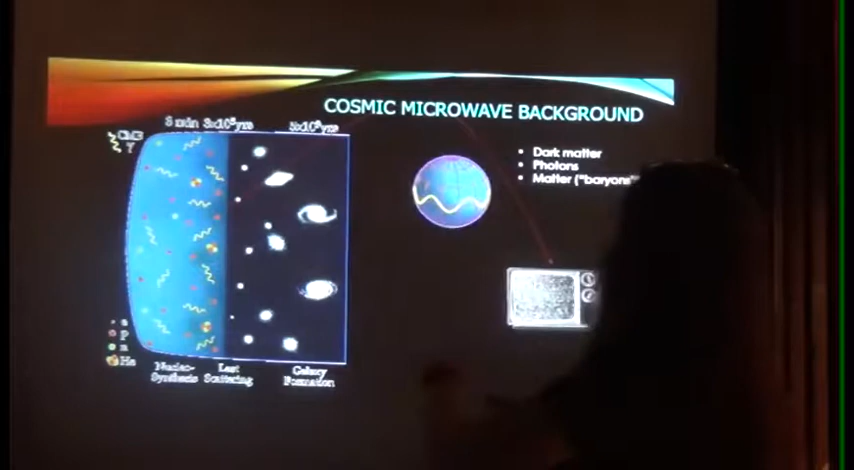 COSMIC MICROWAVE BACKGROUND
3 min 3x10⁵yrs
5x10⁹yrs
CMB
γ
• Dark matter
• Photons
• Matter ("baryons"
e
p
n
He
Nucleo-
Synthesis
Last
Scattering
Galaxy
Formation